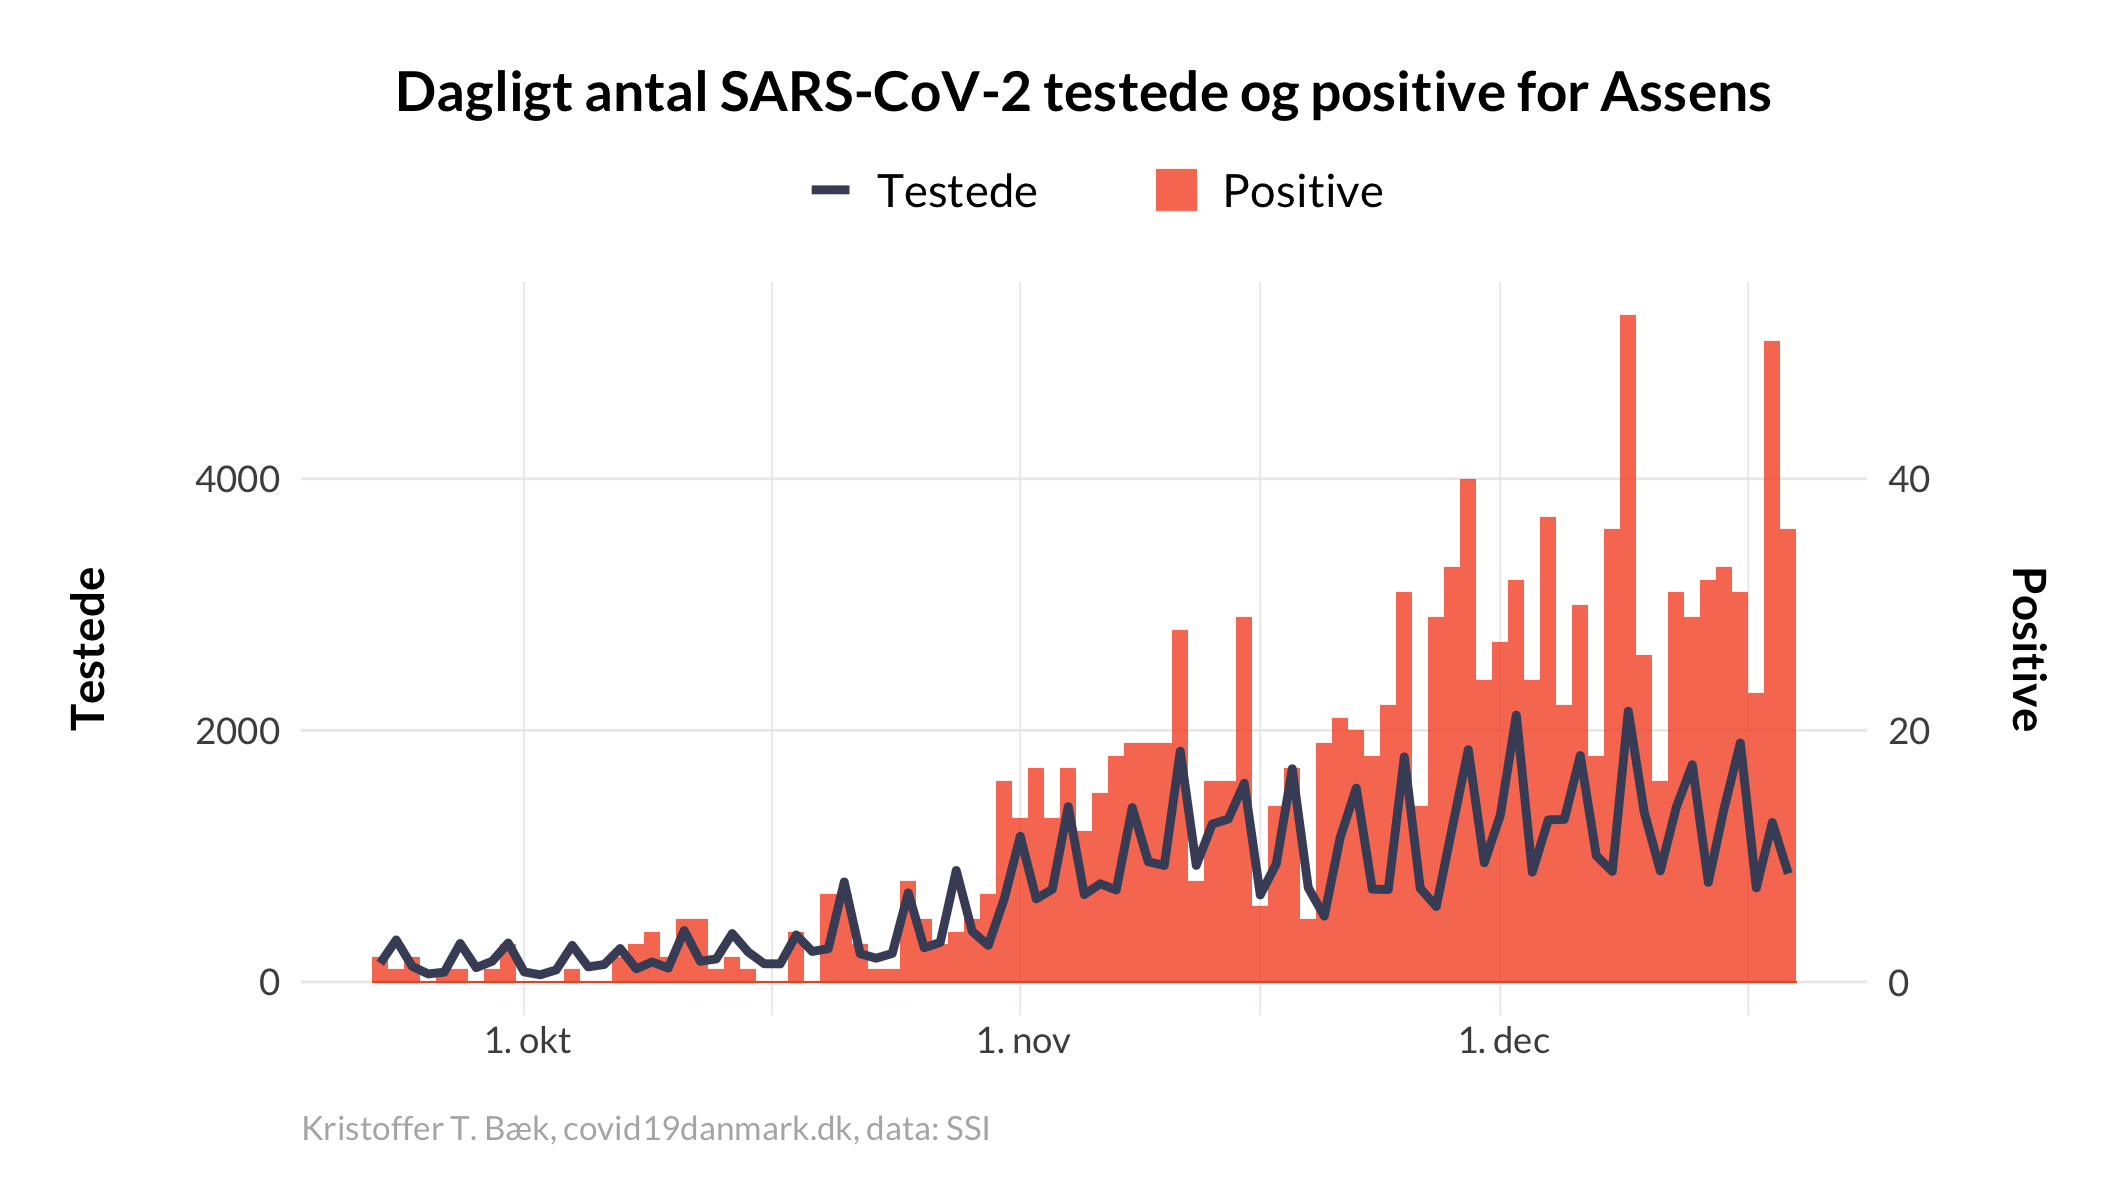 Dagligt antal SARS-CoV-2 testede og positive for Assens
Testede
Positive
4000
2000
0
Testede
40
20
0
Positive
1. okt
1. nov
1. dec
Kristoffer T. Bæk, covid19danmark.dk, data: SSI